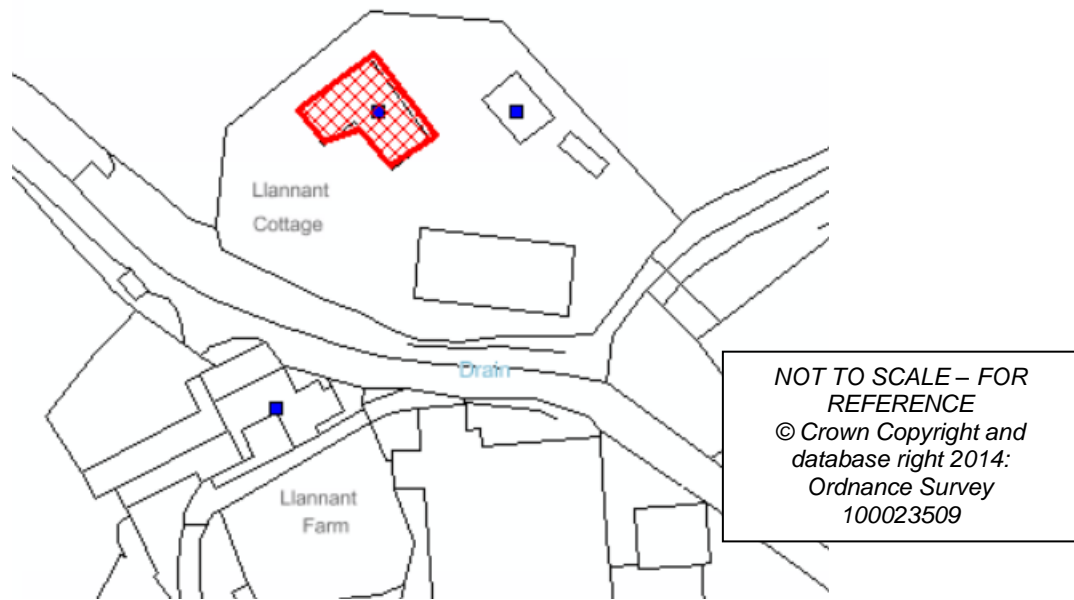 Llannant
Cottage
Drain
Llannant
Farm
NOT TO SCALE – FOR
REFERENCE
© Crown Copyright and
database right 2014:
Ordnance Survey
100023509